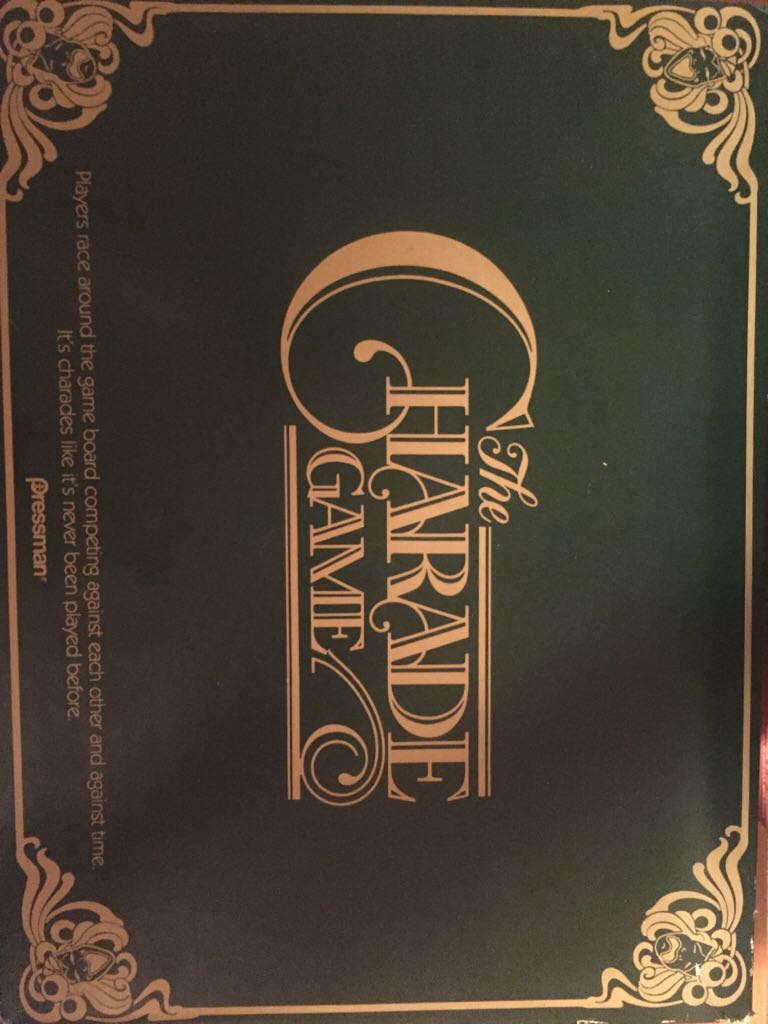 The
CHARADE
GAME
Players race around the game board competing against each other and against time.
It's charades like it's never been played before.
Pressman®